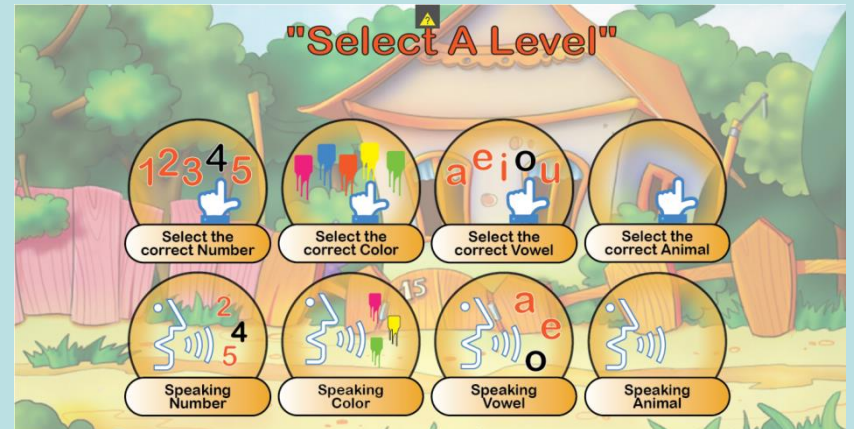 ?
"Select A Level"
12345
aeiou
Select the
correct Number
Select the
correct Color
Select the
correct Vowel
Select the
correct Animal
15
2
4
5
a
e
o
Speaking
Number
Speaking
Color
Speaking
Vowel
Speaking
Animal